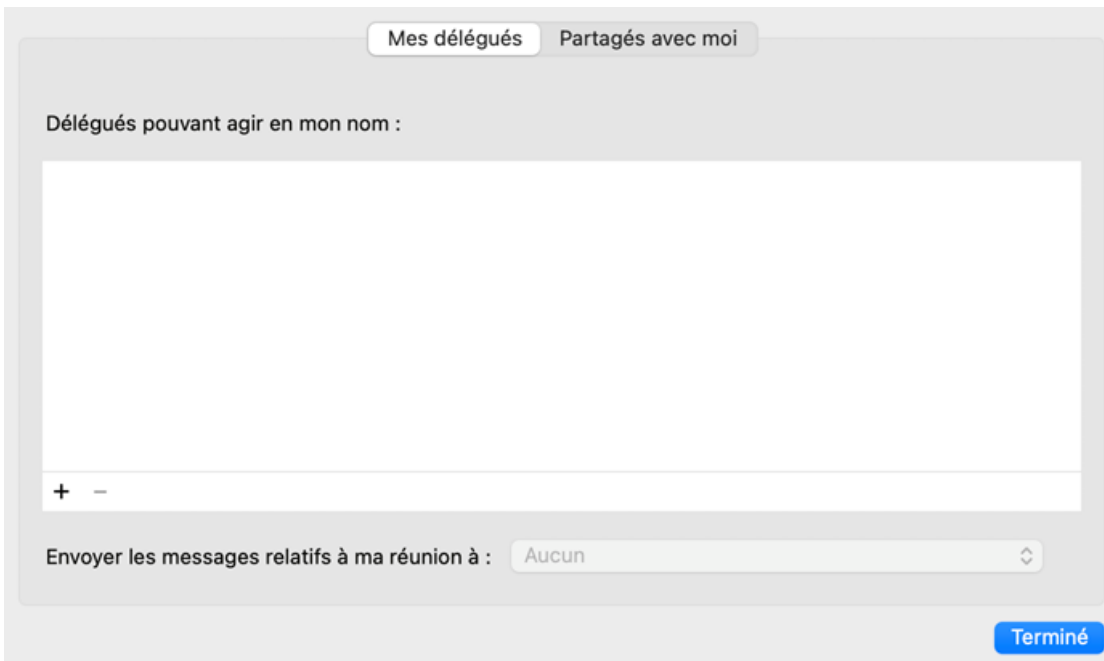 Mes délégués Partagés avec moi
Délégués pouvant agir en mon nom :
+ −
Envoyer les messages relatifs à ma réunion à : Aucun
Terminé